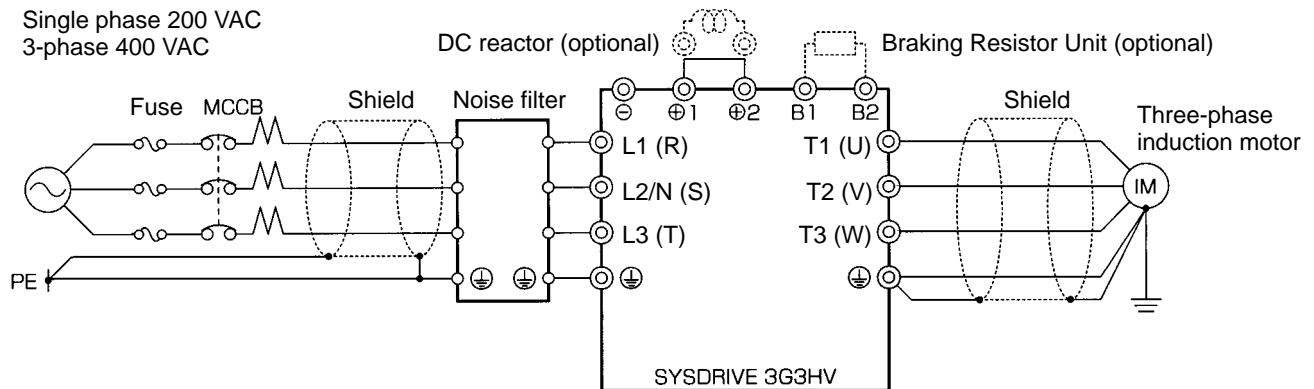 Single phase 200 VAC
3-phase 400 VAC
DC reactor (optional)
Braking Resistor Unit (optional)
Fuse
MCCB
Shield
Noise filter
⊖
⊕1
⊕2
B1
B2
Shield
Three-phase
induction motor
L1 (R)
T1 (U)
L2/N (S)
T2 (V)
IM
L3 (T)
T3 (W)
PE
SYSDRIVE 3G3HV